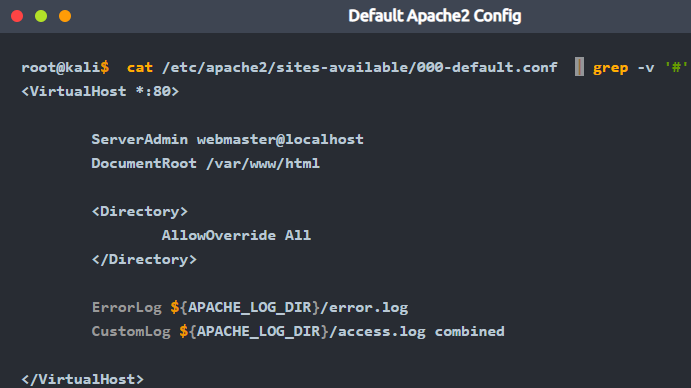 Default Apache2 Config
root@kali$ cat /etc/apache2/sites-available/000-default.conf | grep -v '#'
<VirtualHost *:80>
ServerAdmin webmaster@localhost
DocumentRoot /var/www/html
<Directory>
AllowOverride All
</Directory>
ErrorLog ${APACHE_LOG_DIR}/error.log
CustomLog ${APACHE_LOG_DIR}/access.log combined
</VirtualHost>